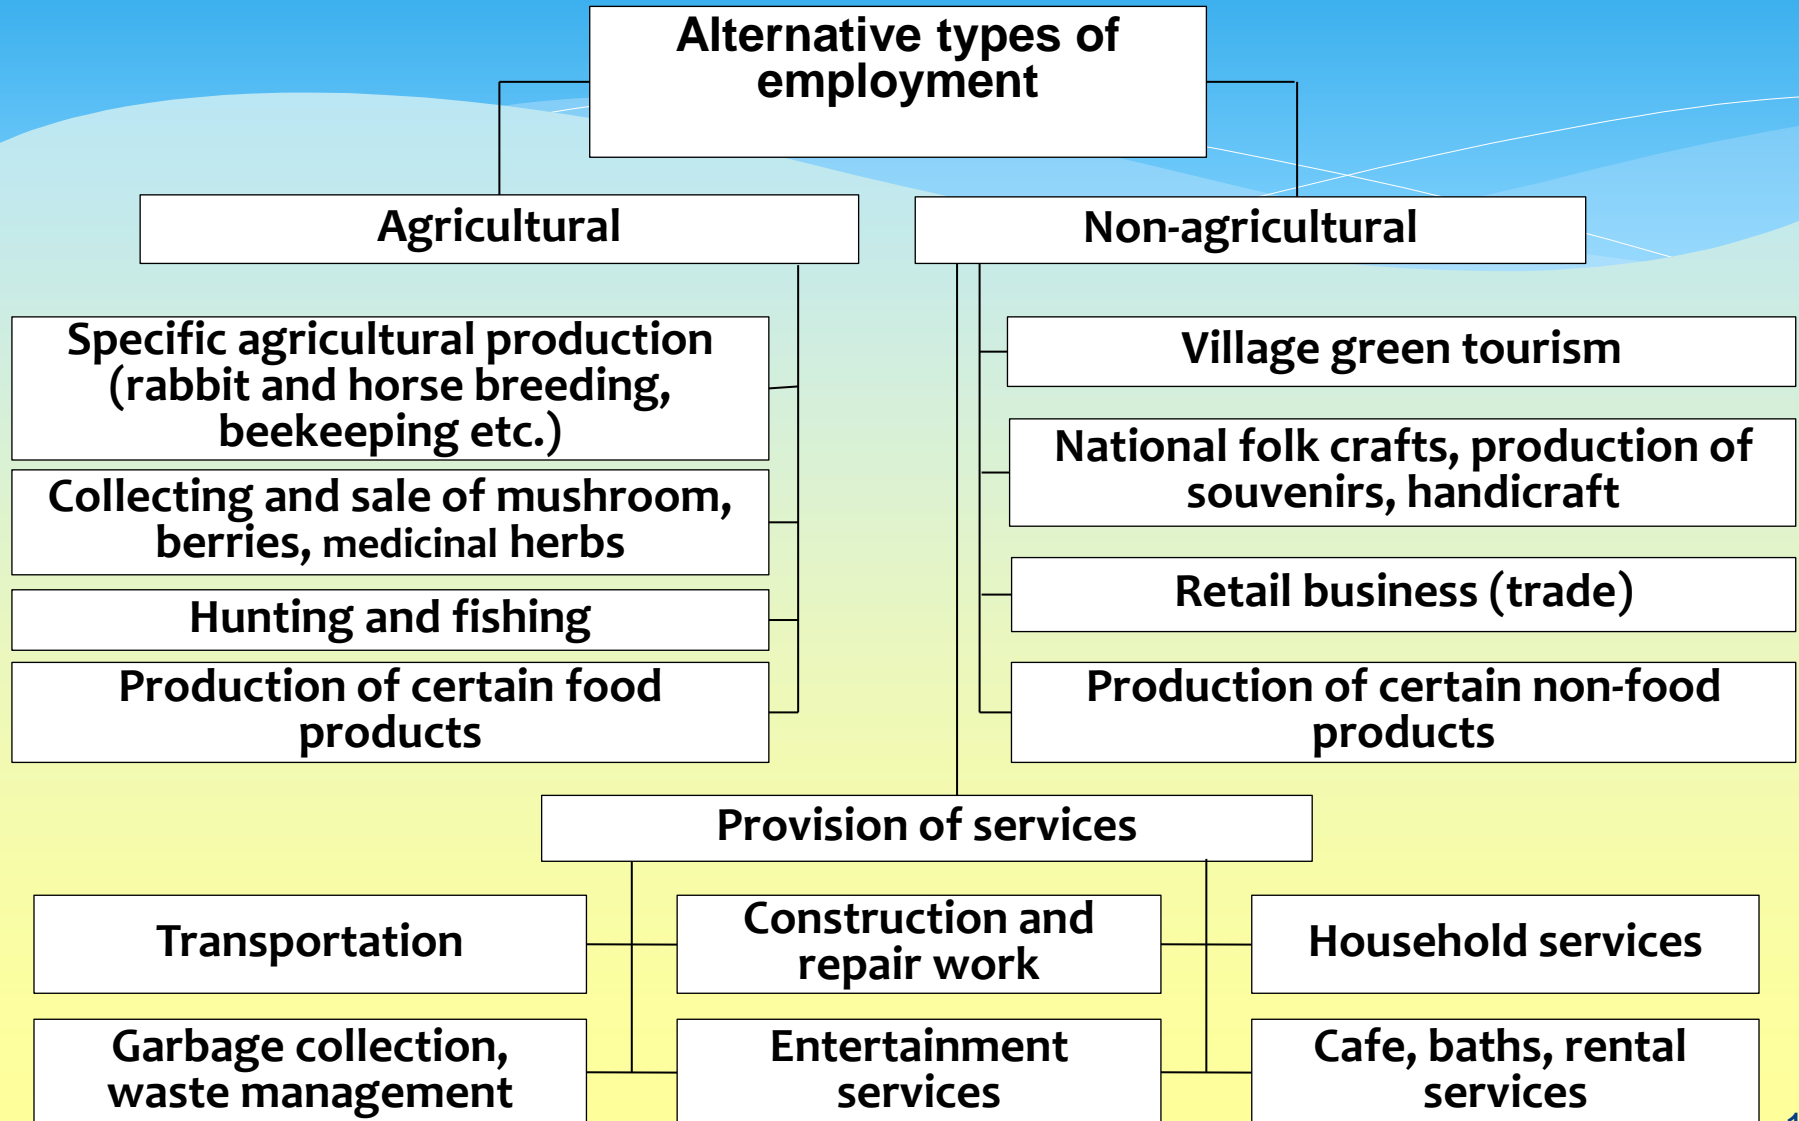 Alternative types of
employment
Agricultural
Non-agricultural
Specific agricultural production
(rabbit and horse breeding,
beekeeping etc.)
Collecting and sale of mushroom,
berries, medicinal herbs
Hunting and fishing
Production of certain food
products
Village green tourism
National folk crafts, production of
souvenirs, handicraft
Retail business (trade)
Production of certain non-food
products
Provision of services
Transportation
Construction and
repair work
Household services
Garbage collection,
waste management
Entertainment
services
Cafe, baths, rental
services